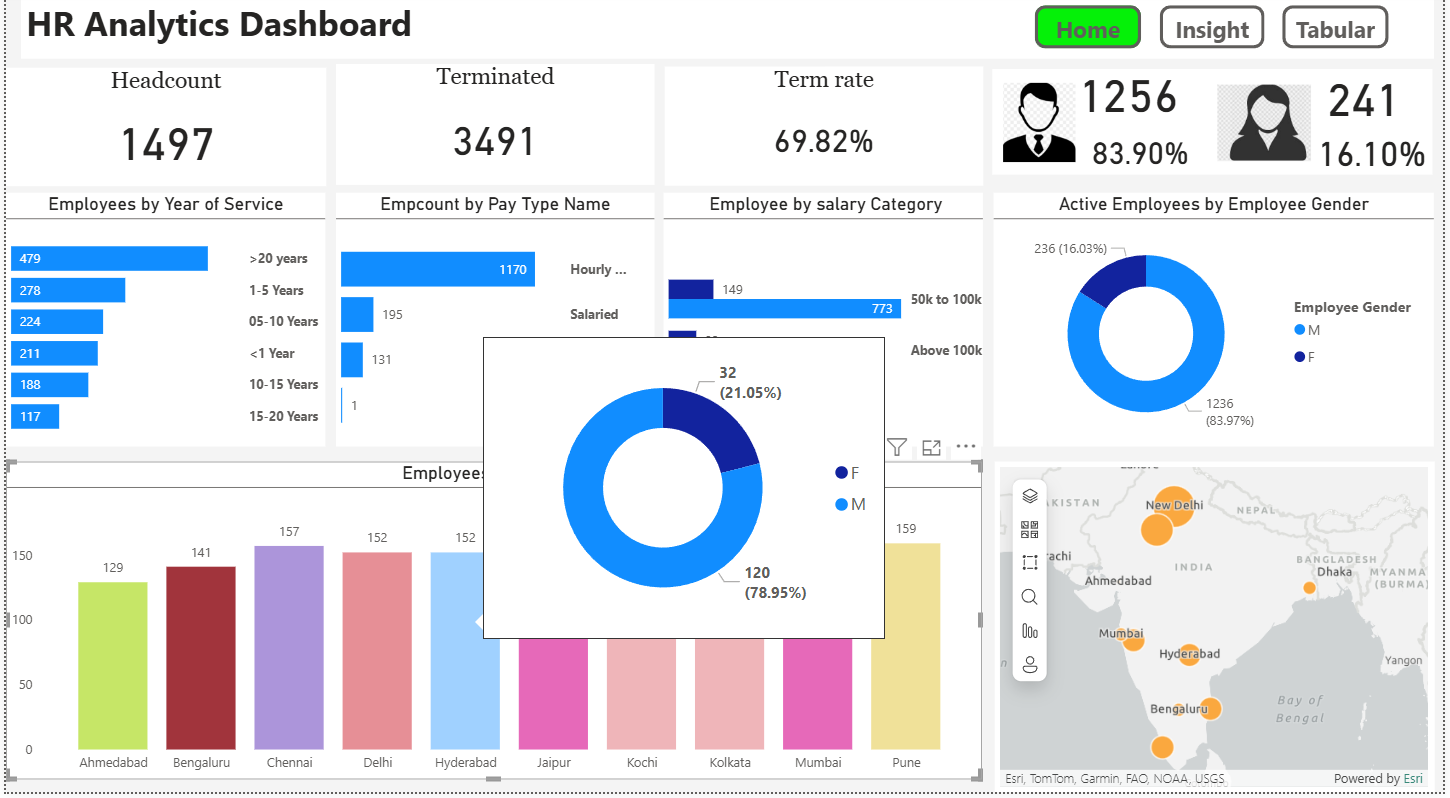 HR Analytics Dashboard
Home
Insight
Tabular
Headcount
1497
Terminated
3491
Term rate
69.82%
1256
83.90%
241
16.10%
Employees by Year of Service
479 >20 years
278 1-5 Years
224 05-10 Years
211 <1 Year
188 10-15 Years
117 15-20 Years
Empcount by Pay Type Name
1170 Hourly ...
195 Salaried
131
1
Employee by salary Category
149
773
50k to 100k
Above 100k
Active Employees by Employee Gender
236 (16.03%)
Employee Gender
M
F
1236
(83.97%)
32
(21.05%)
F
M
120
(78.95%)
Employees
150
100
50
0
129
141
157
152
152
159
Ahmedabad
Bengaluru
Chennai
Delhi
Hyderabad
Jaipur
Kochi
Kolkata
Mumbai
Pune
New Delhi
NEPAL
INDIA
BANGLADESH
Dhaka
MYANMA
(BURMA)
Ahmedabad
Mumbai
Hyderabad
Yangon
Bengaluru
Bay of
Bengal
Esri, TomTom, Garmin, FAO, NOAA, USGS
Powered by Esri